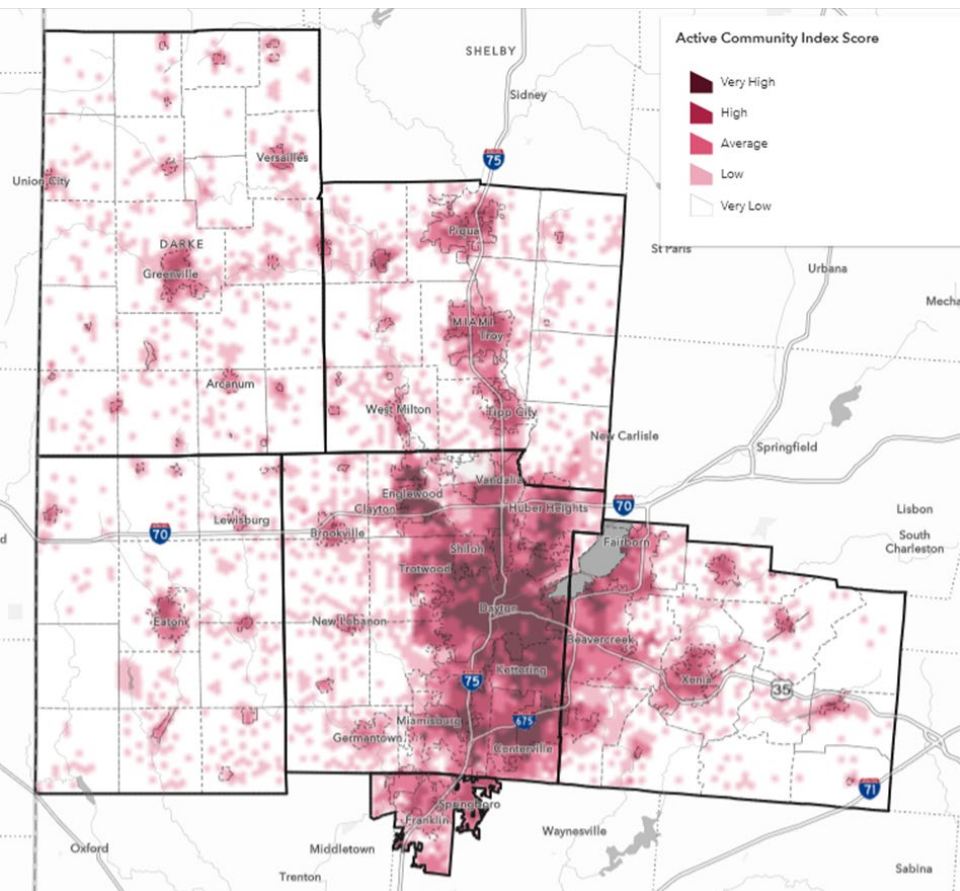 Active Community Index Score
Very High
High
Average
Low
Very Low
SHELBY
Sidney
75
Versailles
Union City
Piqua
DARKE
Greenville
St Paris
Urbana
Mecha
MIAMI
Troy
Arcanum
West Milton
Tipp City
New Carlisle
Springfield
Vandalia
Englewood
Clayton
Huber Heights
70
Lisbon
Lewisburg
70
Brookville
South
Charleston
Fairborn
Shiloh
Trotwood
Dayton
Eaton
New Lebanon
Beavercreek
Kettering
75
Xenia
35
Miamisburg
675
Germantown
Centerville
71
Springboro
Franklin
Waynesville
Oxford
Middletown
Trenton
Sabina
d